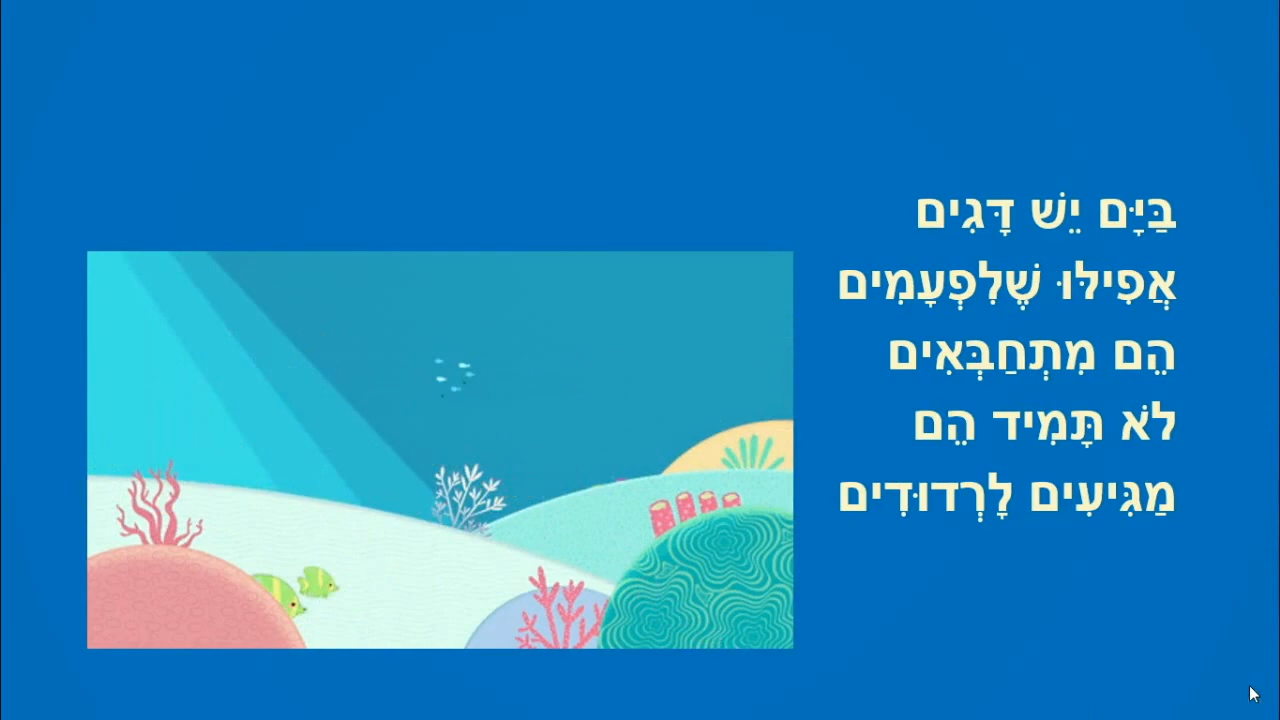 בַּיָּם יֵשׁ דָּגִים
אֲפִילּוּ שֶׁלִּפְעָמִים
הֵם מִתְחַבְּאִים
לֹא תָּמִיד הֵם
מַגִּיעִים לָרְדוּדִים